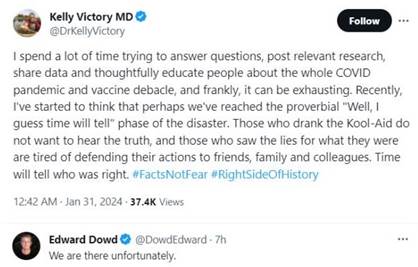 Kelly Victory MD
@DrKellyVictory
Follow
I spend a lot of time trying to answer questions, post relevant research,
share data and thoughtfully educate people about the whole COVID
pandemic and vaccine debacle, and frankly, it can be exhausting. Recently,
I've started to think that perhaps we've reached the proverbial "Well, I
guess time will tell" phase of the disaster. Those who drank the Kool-Aid do
not want to hear the truth, and those who saw the lies for what they were
are tired of defending their actions to friends, family and colleagues. Time
will tell who was right. #FactsNotFear #RightSideOfHistory
12:42 AM · Jan 31, 2024 · 37.4K Views
Edward Dowd @DowdEdward · 7h
We are there unfortunately.